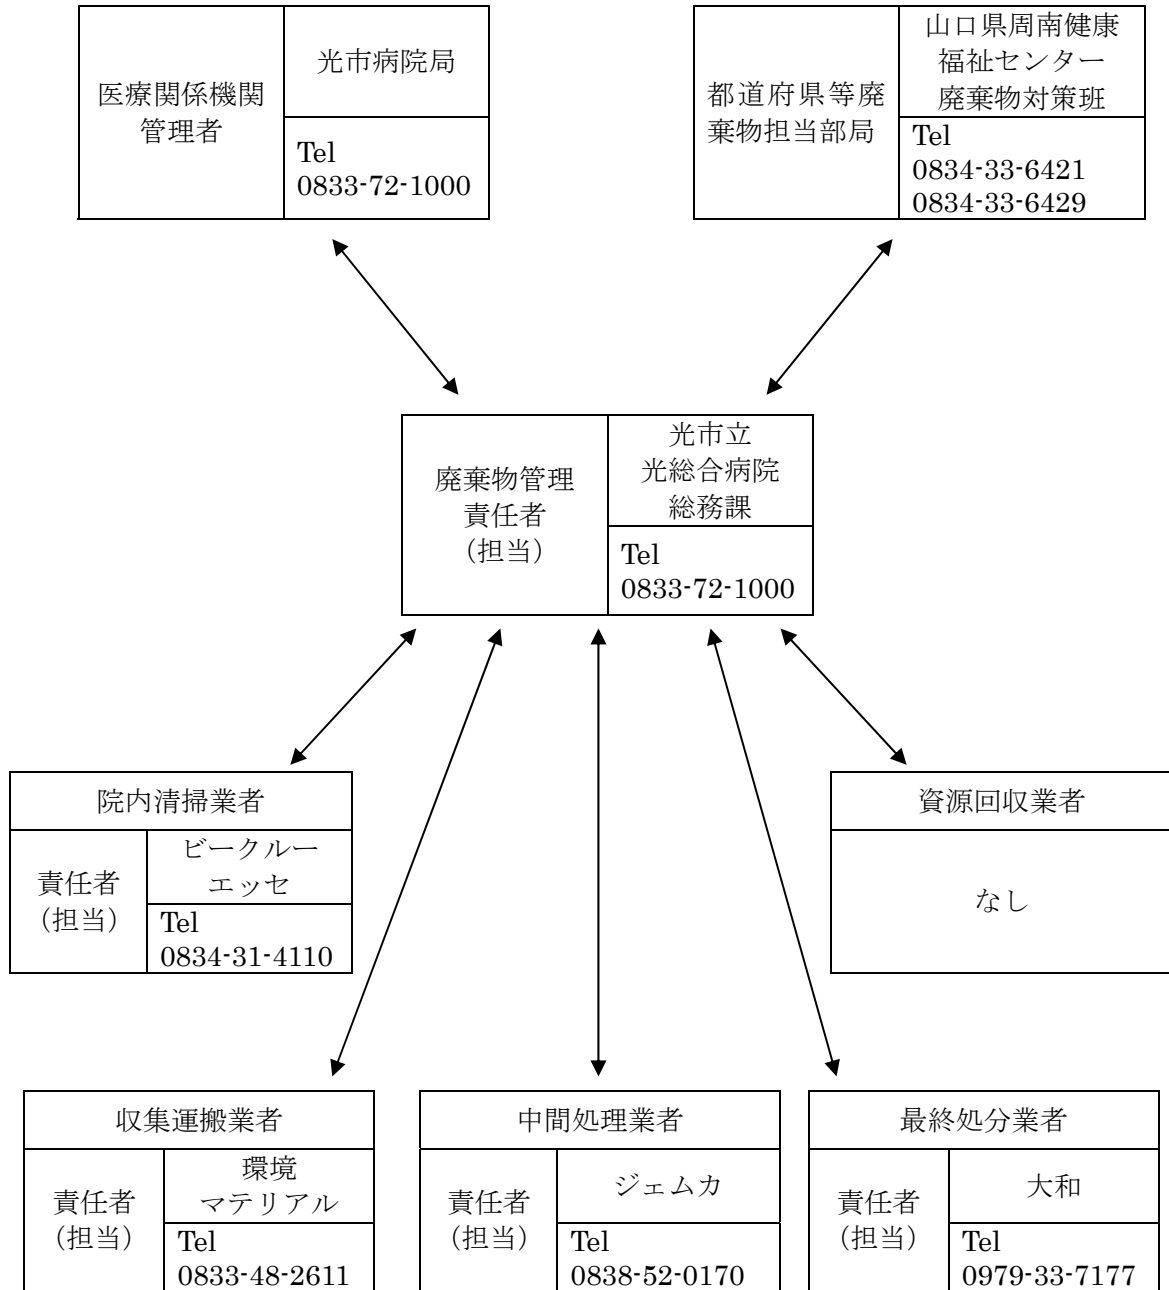 医療関係機関
管理者
光市病院局
Tel
0833-72-1000
都道府県等廃
棄物担当部局
山口県周南健康
福祉センター
廃棄物対策班
Tel
0834-33-6421
0834-33-6429
廃棄物管理
責任者
（担当）
光市立
光総合病院
総務課
Tel
0833-72-1000
院内清掃業者
責任者
（担当）
ビークルー
エッセ
Tel
0834-31-4110
資源回収業者
なし
収集運搬業者
責任者
（担当）
環境
マテリアル
Tel
0833-48-2611
中間処理業者
責任者
（担当）
ジェムカ
Tel
0838-52-0170
最終処分業者
責任者
（担当）
大和
Tel
0979-33-7177